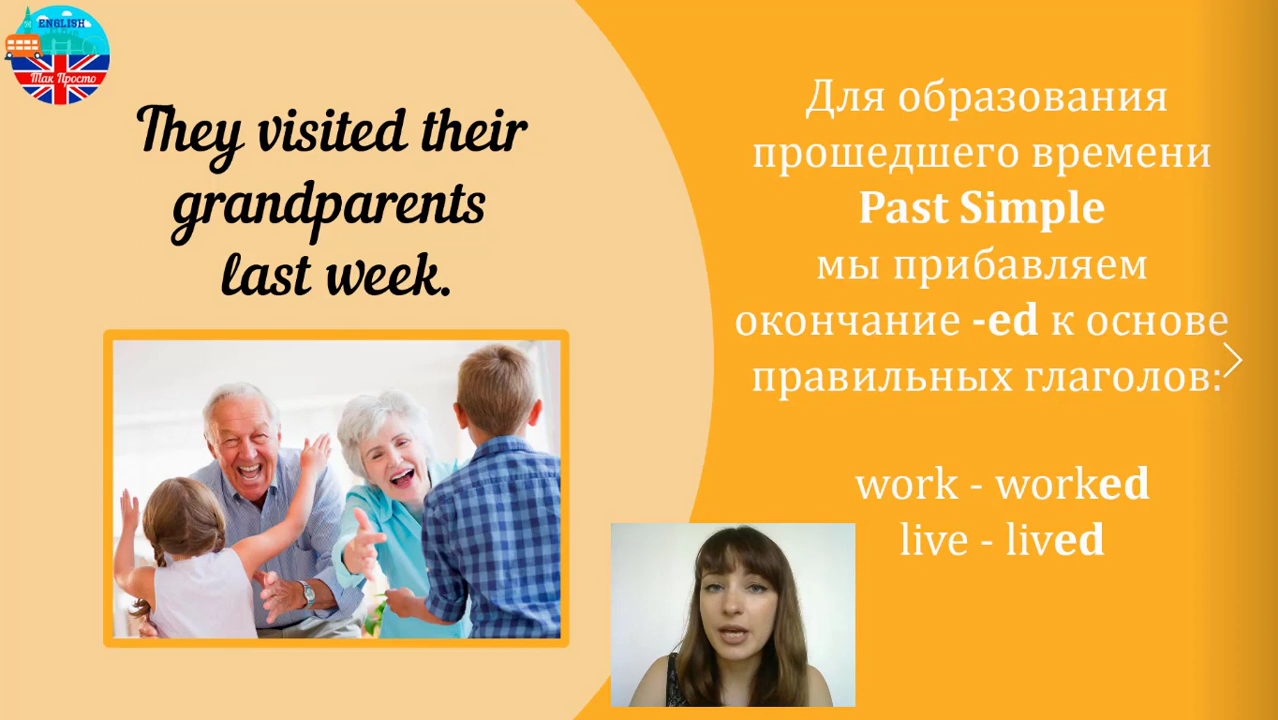 ENGLISH
Так Просто
They visited their
grandparents
last week.
Для образования
прошедшего времени
Past Simple
мы прибавляем
окончание -ed к основе
правильных глаголов:
work - worked
live - lived